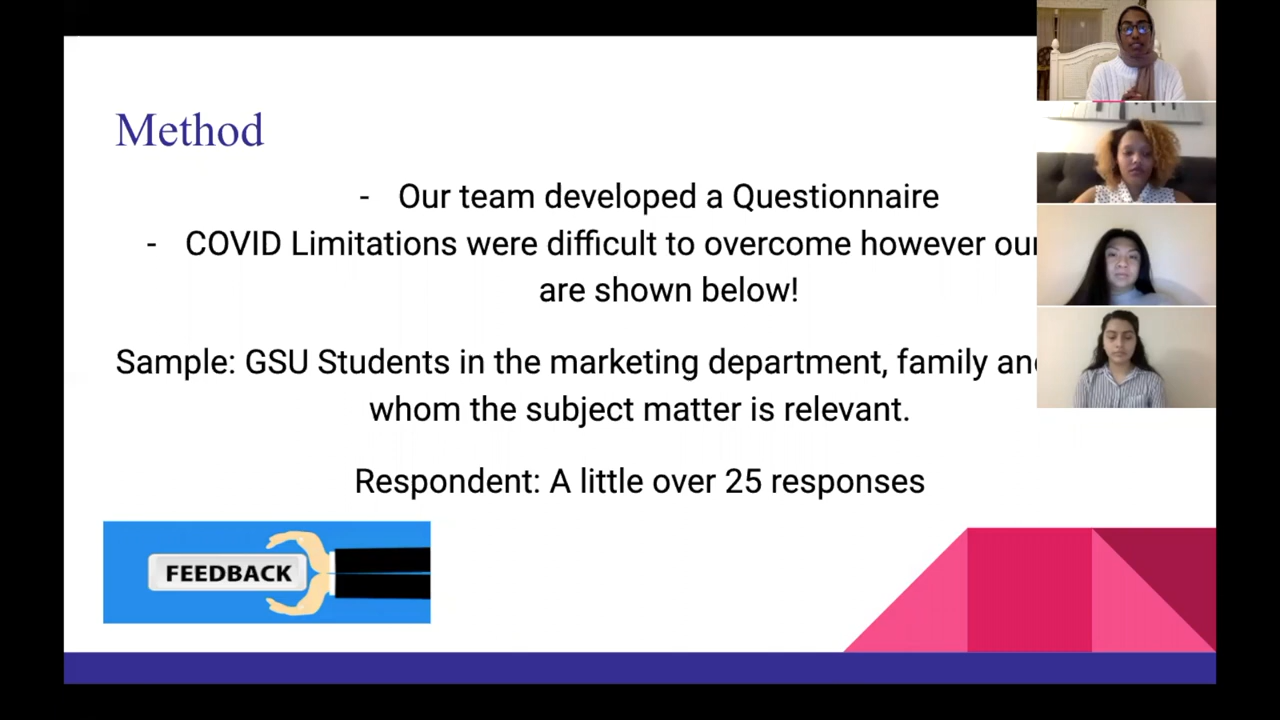 Method
- Our team developed a Questionnaire
- COVID Limitations were difficult to overcome however our
are shown below!
Sample: GSU Students in the marketing department, family and
whom the subject matter is relevant.
Respondent: A little over 25 responses
FEEDBACK